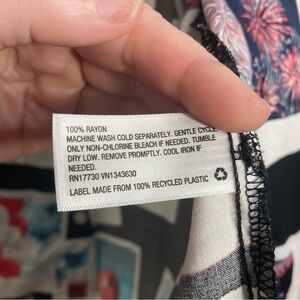 100% RAYON
MACHINE WASH COLD SEPARATELY. GENTLE CYCLE
ONLY NON-CHLORINE BLEACH IF NEEDED. TUMBLE
DRY LOW. REMOVE PROMPTLY. COOL IRON IF
NEEDED.
RN17730 VN1343630
LABEL MADE FROM 100% RECYCLED PLASTIC